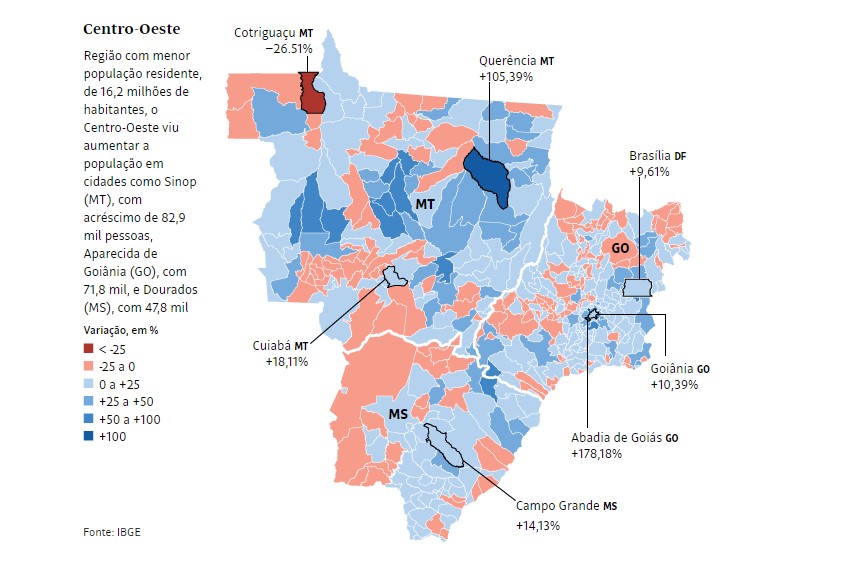 Centro-Oeste
Região com menor
população residente,
de 16,2 milhões de
habitantes, o
Centro-Oeste viu
aumentar a
população em
cidades como Sinop
(MT), com
acréscimo de 82,9
mil pessoas,
Aparecida de
Goiânia (GO), com
71,8 mil, e Dourados
(MS), com 47,8 mil
Variação, em %
< -25
-25 a 0
0 a +25
+25 a +50
+50 a +100
+100
Fonte: IBGE
Cotriguaçu MT
−26.51%
Querência MT
+105,39%
Brasília DF
+9,61%
MT
GO
Cuiabá MT
+18,11%
Goiânia GO
+10,39%
MS
Abadia de Goiás GO
+178,18%
Campo Grande MS
+14,13%